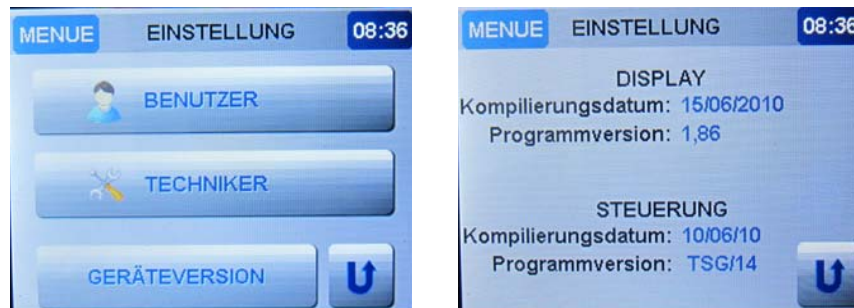 MENUE EINSTELLUNG 08:36
BENUTZER
TECHNIKER
GERÄTEVERSION
MENUE EINSTELLUNG 08:36
DISPLAY
Kompilierungsdatum: 15/06/2010
Programmversion: 1,86
STEUERUNG
Kompilierungsdatum: 10/06/10
Programmversion: TSG/14